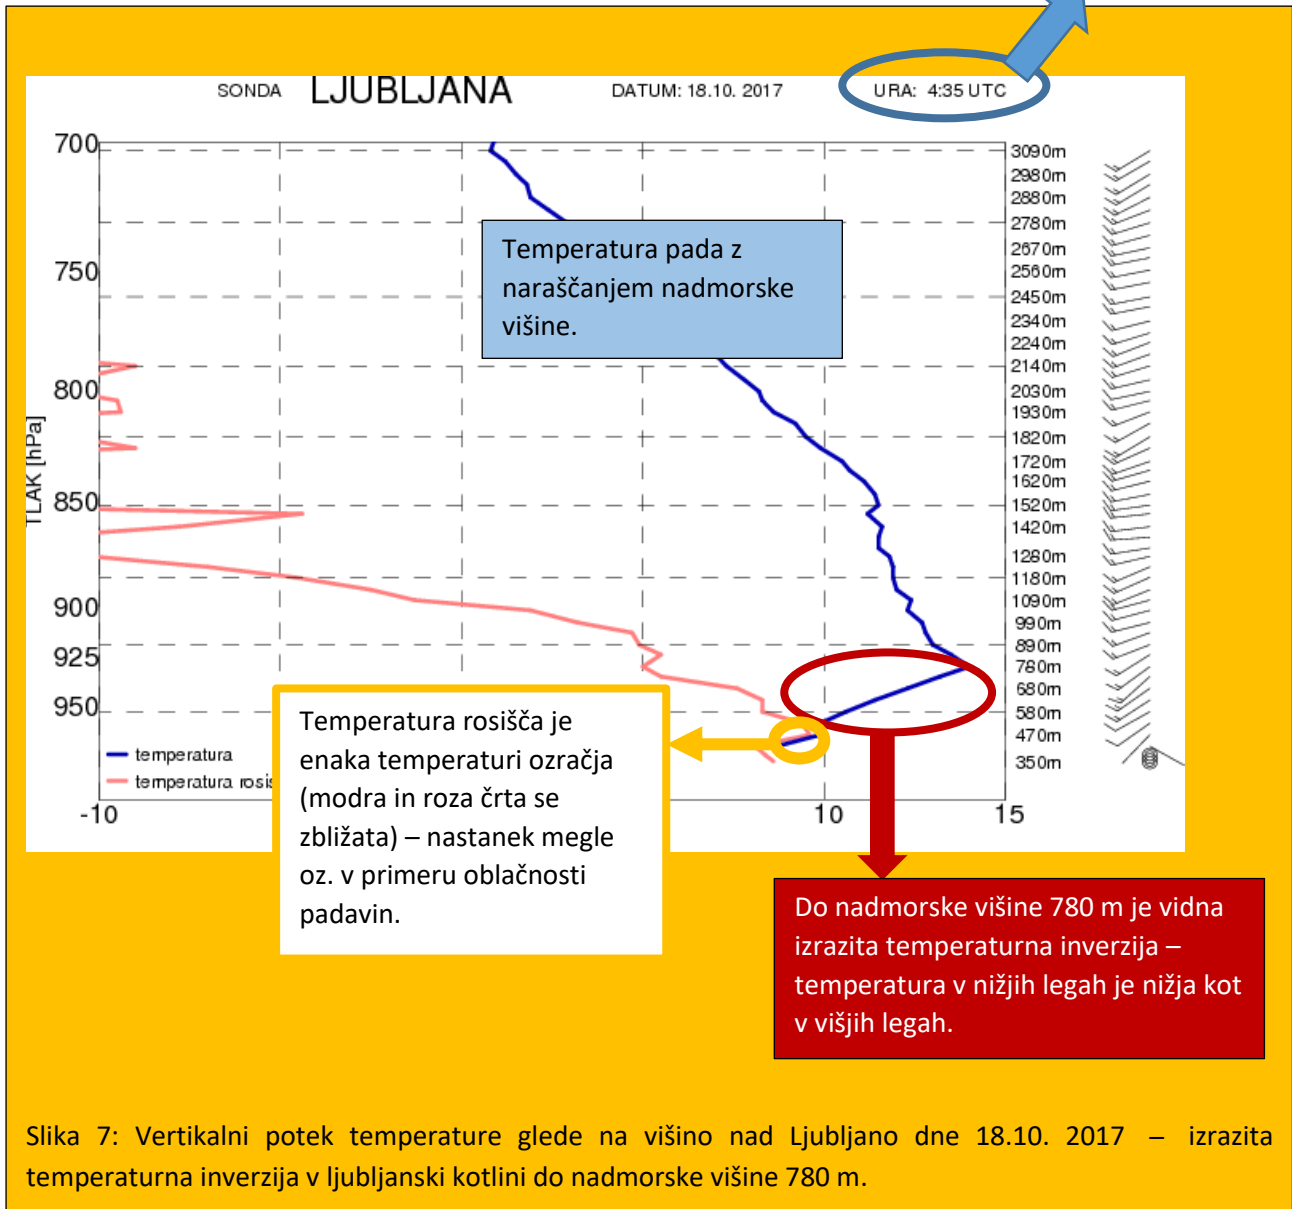 SONDA LJUBLJANA DATUM: 18.10. 2017 URA: 4:35 UTC
TLAK [hPa]
700
750
800
850
900
925
950
3090m
2980m
2880m
2780m
2670m
2560m
2450m
2340m
2240m
2140m
2030m
1930m
1820m
1720m
1620m
1520m
1420m
1280m
1180m
1090m
990m
890m
780m
680m
580m
470m
350m
Temperatura pada z
naraščanjem nadmorske
višine.
temperatura
temperatura rosis
-10 10 15
Temperatura rosišča je
enaka temperaturi ozračja
(modra in roza črta se
zbližata) – nastanek megle
oz. v primeru oblačnosti
padavin.
Do nadmorske višine 780 m je vidna
izrazita temperaturna inverzija –
temperatura v nižjih legah je nižja kot
v višjih legah.
Slika 7: Vertikalni potek temperature glede na višino nad Ljubljano dne 18.10. 2017 – izrazita
temperaturna inverzija v ljubljanski kotlini do nadmorske višine 780 m.